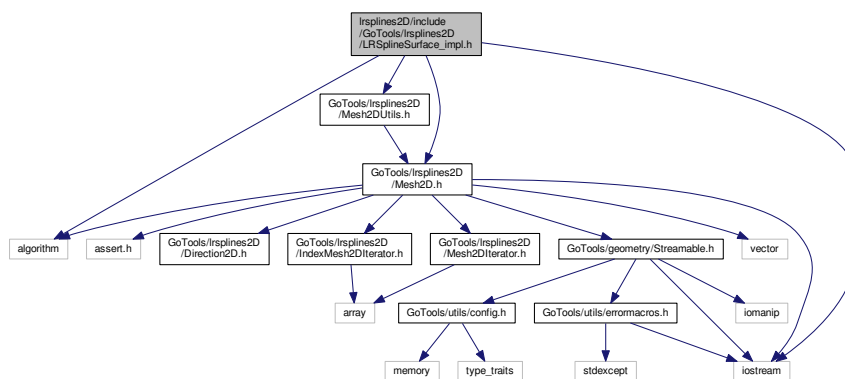 lrsplines2D/include
/GoTools/lrsplines2D
/LRSplineSurface_impl.h
GoTools/lrsplines2D
/Mesh2DUtils.h
GoTools/lrsplines2D
/Mesh2D.h
algorithm
assert.h
GoTools/lrsplines2D
/Direction2D.h
GoTools/lrsplines2D
/IndexMesh2DIterator.h
GoTools/lrsplines2D
/Mesh2DIterator.h
GoTools/geometry/Streamable.h
vector
array
GoTools/utils/config.h
GoTools/utils/errormacros.h
iomanip
memory
type_traits
stdexcept
iostream